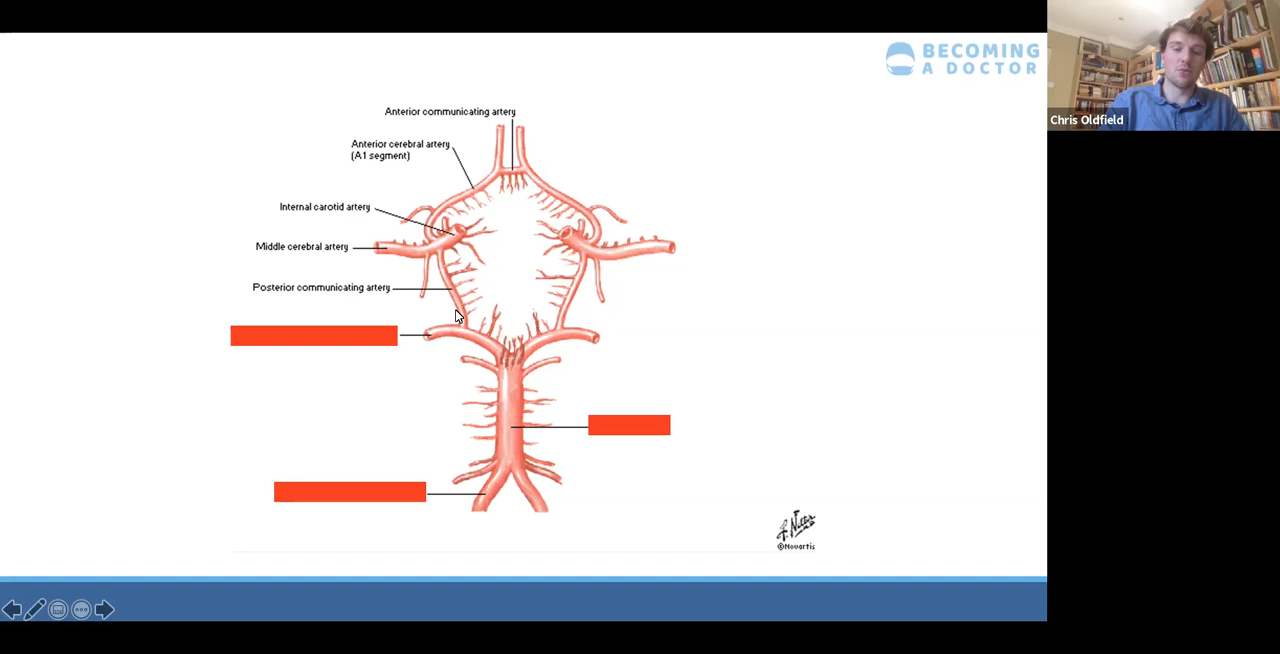 BECOMING
A DOCTOR
Chris Oldfield
Anterior communicating artery
Anterior cerebral artery
(A1 segment)
Internal carotid artery
Middle cerebral artery
Posterior communicating artery
©Novartis